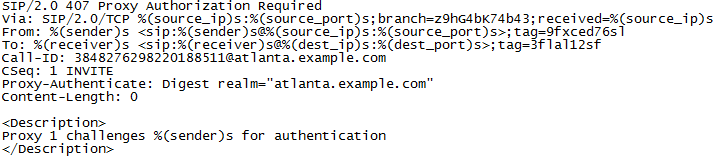 SIP/2.0 407 Proxy Authorization Required
Via: SIP/2.0/TCP %(source_ip)s:%(source_port)s;branch=z9hG4bK74b43;received=%(source_ip)s
From: %(sender)s <sip:%(sender)s@%(source_ip)s:%(source_port)s>;tag=9fxced76sl
To: %(receiver)s <sip:%(receiver)s@%(dest_ip)s:%(dest_port)s>;tag=3flal12sf
Call-ID: 3848276298220188511@atlanta.example.com
CSeq: 1 INVITE
Proxy-Authenticate: Digest realm="atlanta.example.com"
Content-Length: 0

<Description>
Proxy 1 challenges %(sender)s for authentication
</Description>